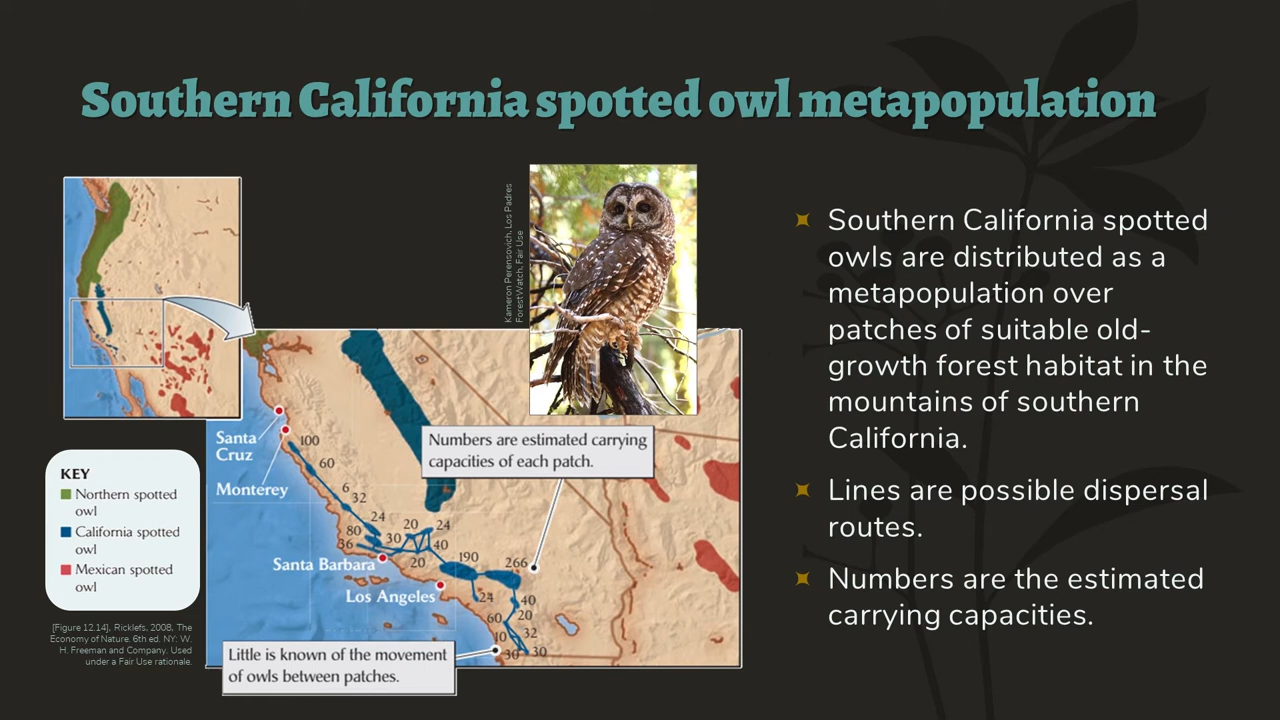 Southern California spotted owl metapopulation
Kameron Perensovich, Los Padres
ForestWatch, Fair Use
Santa
Cruz
Monterey
100
60
6
32
24
80
36
30
20
24
40
20
Santa Barbara
Los Angeles
190
266
24
40
20
60
32
10
30
30
Numbers are estimated carrying
capacities of each patch.
Little is known of the movement
of owls between patches.
KEY
Northern spotted
owl
California spotted
owl
Mexican spotted
owl
[Figure 12.14], Ricklefs. 2008, The
Economy of Nature. 6th ed. NY: W.
H. Freeman and Company. Used
under a Fair Use rationale.
Southern California spotted
owls are distributed as a
metapopulation over
patches of suitable old-
growth forest habitat in the
mountains of southern
California.
Lines are possible dispersal
routes.
Numbers are the estimated
carrying capacities.